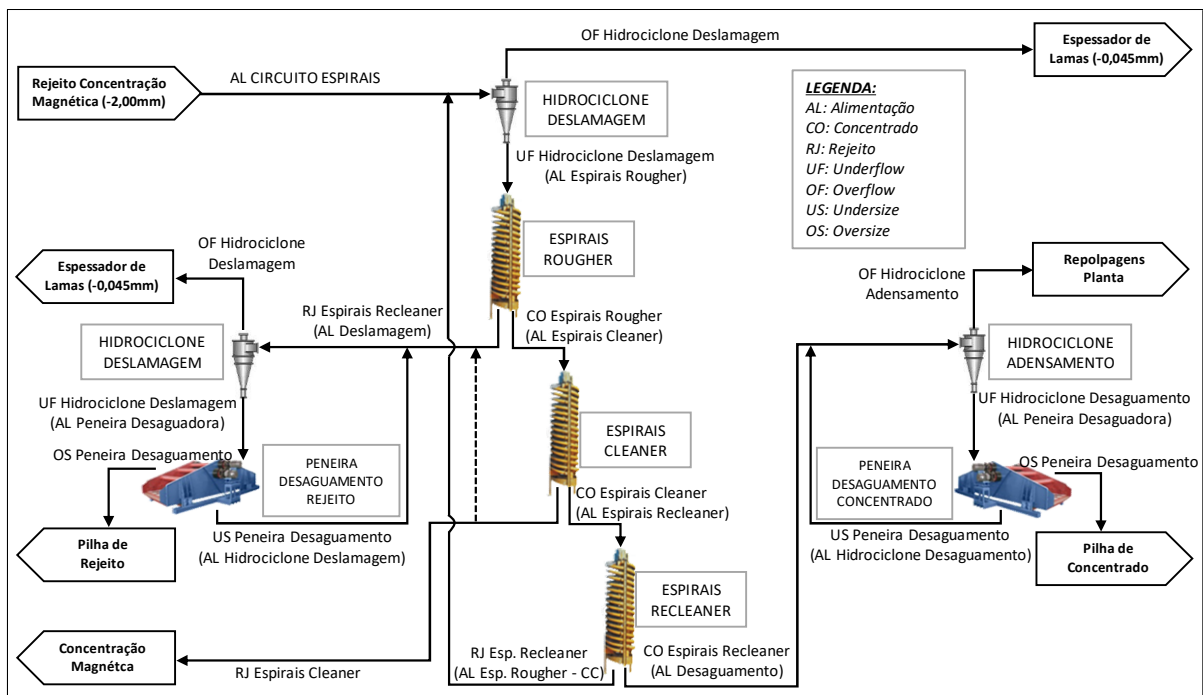 OF Hidrociclone Deslamagem
Espessador de
Lamas (-0,045mm)
Rejeito Concentração
Magnética (-2,00mm)
AL CIRCUITO ESPIRAIS
HIDROCICLONE
DESLAMAGEM
LEGENDA:
AL: Alimentação
CO: Concentrado
RJ: Rejeito
UF: Underflow
OF: Overflow
US: Undersize
OS: Oversize
UF Hidrociclone Deslamagem
(AL Espirais Rougher)
ESPIRAIS
ROUGHER
OF Hidrociclone
Deslamagem
Espessador de
Lamas (-0,045mm)
OF Hidrociclone
Adensamento
Repolpagens
Planta
RJ Espirais Recleaner
(AL Deslamagem)
CO Espirais Rougher
(AL Espirais Cleaner)
HIDROCICLONE
DESLAMAGEM
HIDROCICLONE
ADENSAMENTO
UF Hidrociclone Deslamagem
(AL Peneira Desaguadora)
UF Hidrociclone Desaguamento
(AL Peneira Desaguadora)
ESPIRAIS
CLEANER
OS Peneira Desaguamento
PENEIRA
DESAGUAMENTO
REJEITO
PENEIRA
DESAGUAMENTO
CONCENTRADO
OS Peneira Desaguamento
CO Espirais Cleaner
(AL Espirais Recleaner)
US Peneira Desaguamento
(AL Hidrociclone Deslamagem)
US Peneira Desaguamento
(AL Hidrociclone Desaguamento)
Pilha de
Rejeito
Pilha de
Concentrado
ESPIRAIS
RECLEANER
Concentração
Magnétca
RJ Espirais Cleaner
RJ Esp. Recleaner
(AL Esp. Rougher - CC)
CO Espirais Recleaner
(AL Desaguamento)